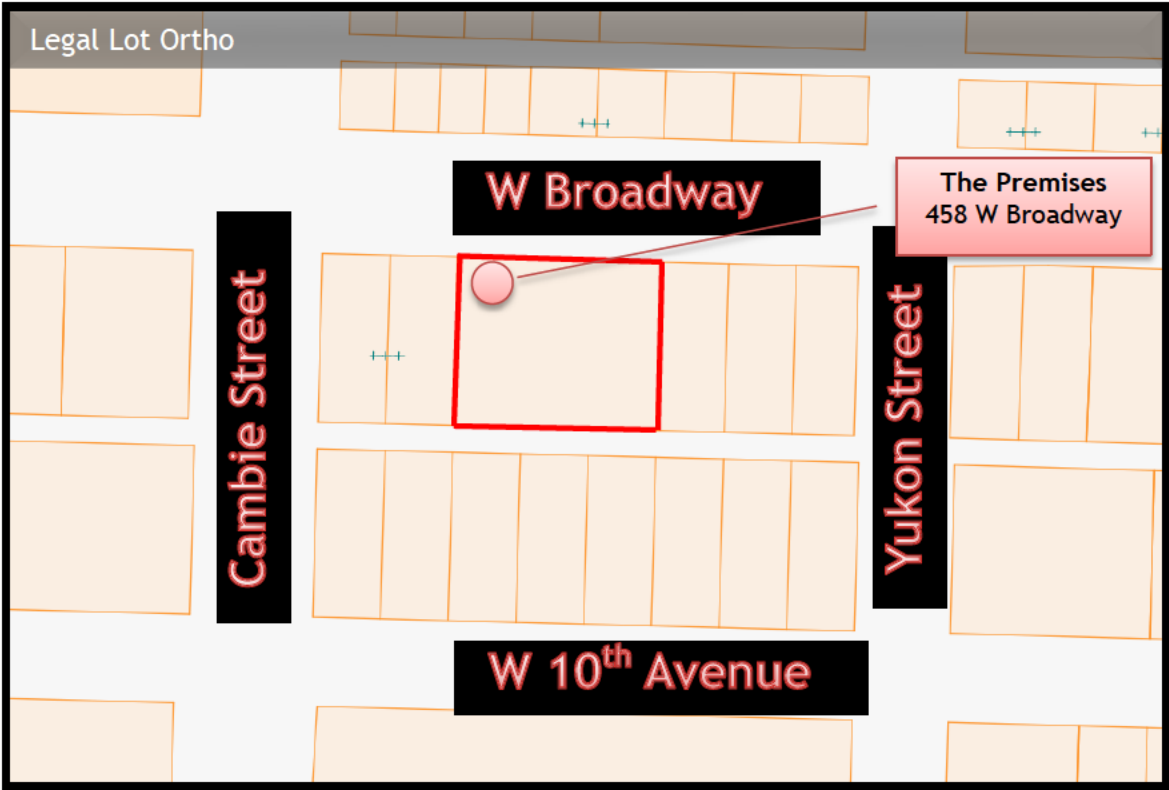 Legal Lot Ortho
W Broadway
The Premises
458 W Broadway
Cambie Street
Yukon Street
W 10th Avenue